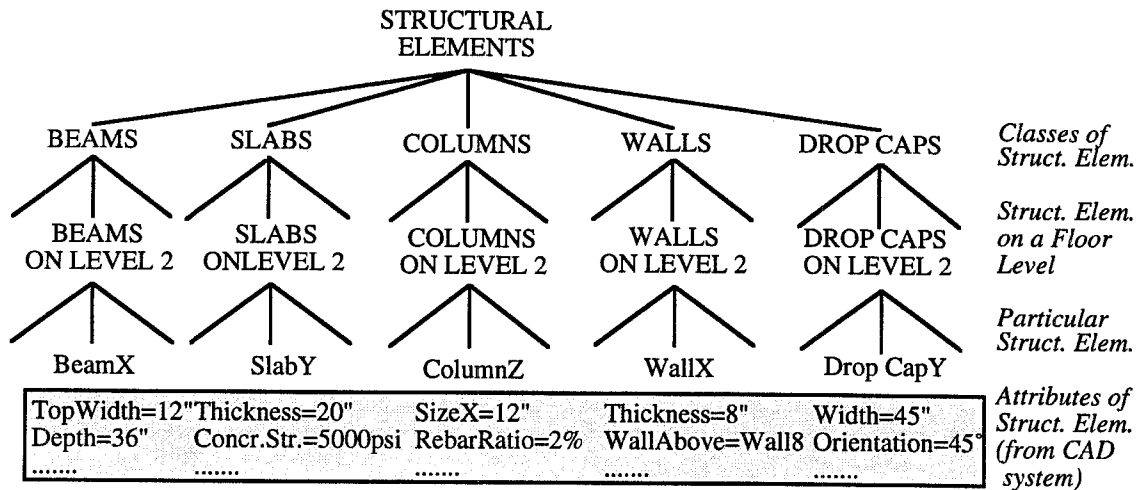 STRUCTURAL
ELEMENTS
BEAMS SLABS COLUMNS WALLS DROP CAPS
Classes of
Struct. Elem.
BEAMS
ON LEVEL 2
SLABS
ONLEVEL 2
COLUMNS
ON LEVEL 2
WALLS
ON LEVEL 2
DROP CAPS
ON LEVEL 2
Struct. Elem.
on a Floor
Level
BeamX SlabY ColumnZ WallX Drop CapY
Particular
Struct. Elem.
TopWidth=12"
Depth=36"
.......
Thickness=20"
Concr.Str.=5000psi
.......
SizeX=12"
RebarRatio=2%
.......
Thickness=8"
WallAbove=Wall8
.......
Width=45"
Orientation=45°
.......
Attributes of
Struct. Elem.
(from CAD
system)